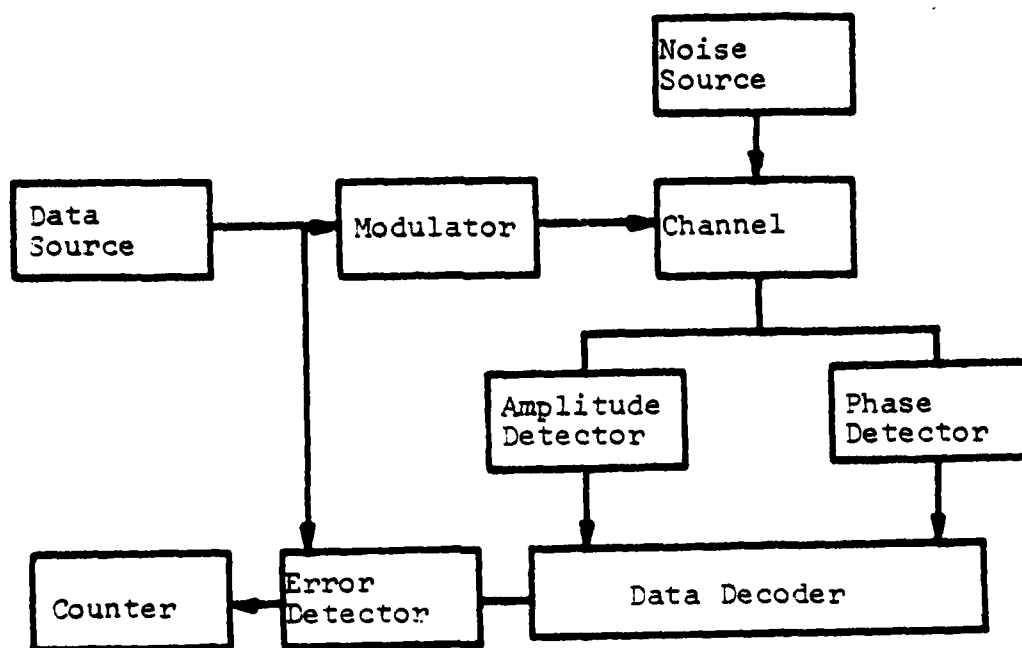 Noise
Source
Data
Source
Modulator
Channel
Amplitude
Detector
Phase
Detector
Counter
Error
Detector
Data Decoder